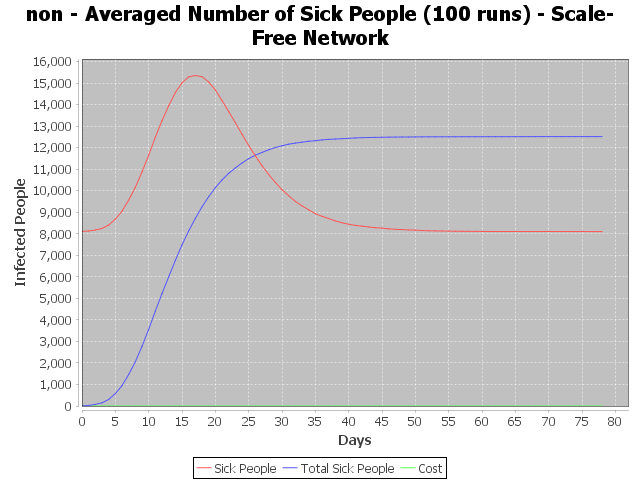 non - Averaged Number of Sick People (100 runs) - Scale-
Free Network
16,000
15,000
14,000
13,000
12,000
11,000
10,000
9,000
8,000
7,000
6,000
5,000
4,000
3,000
2,000
1,000
0
Infected People
0 5 10 15 20 25 30 35 40 45 50 55 60 65 70 75 80
Days
Sick People Total Sick People Cost